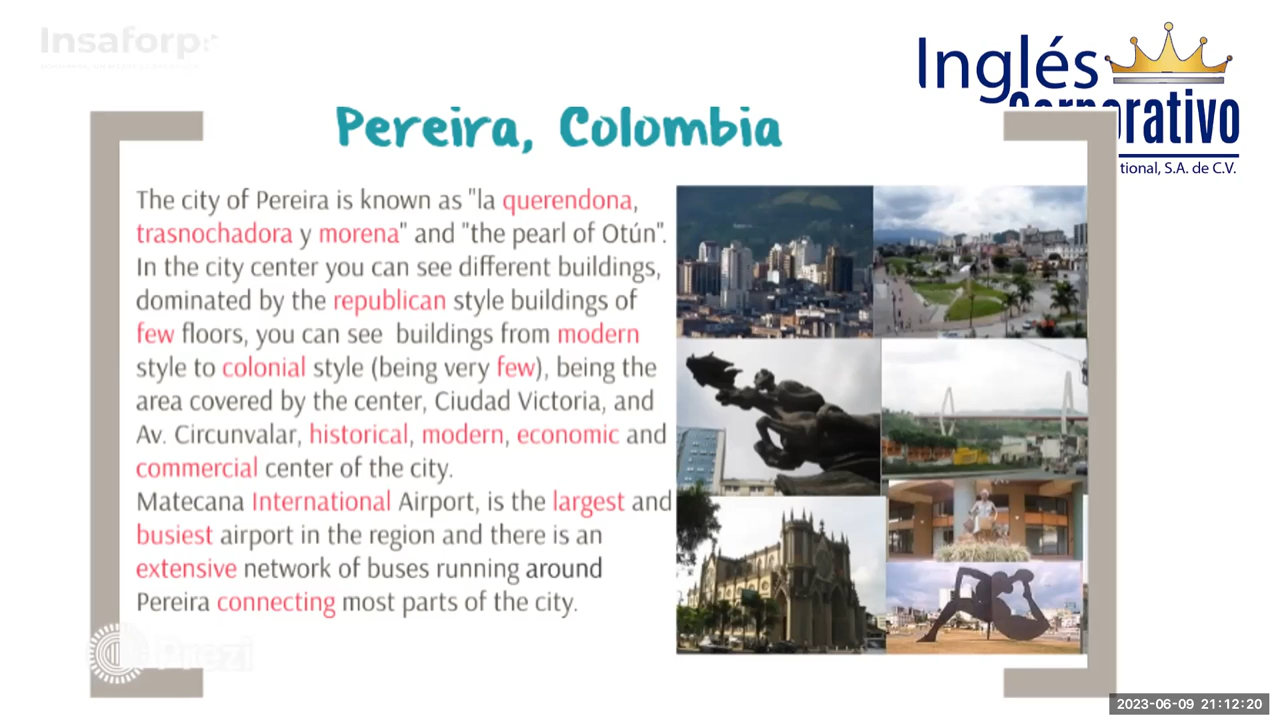 Insaforp
Inglés
Corporativo
tional, S.A. de C.V.
Pereira, Colombia
The city of Pereira is known as "la querendona,
trasnochadora y morena" and "the pearl of Otún".
In the city center you can see different buildings,
dominated by the republican style buildings of
few floors, you can see buildings from modern
style to colonial style (being very few), being the
area covered by the center, Ciudad Victoria, and
Av. Circunvalar, historical, modern, economic and
commercial center of the city.
Matecana International Airport, is the largest and
busiest airport in the region and there is an
extensive network of buses running around
Pereira connecting most parts of the city.
Prezi
2023-06-09 21:12:20